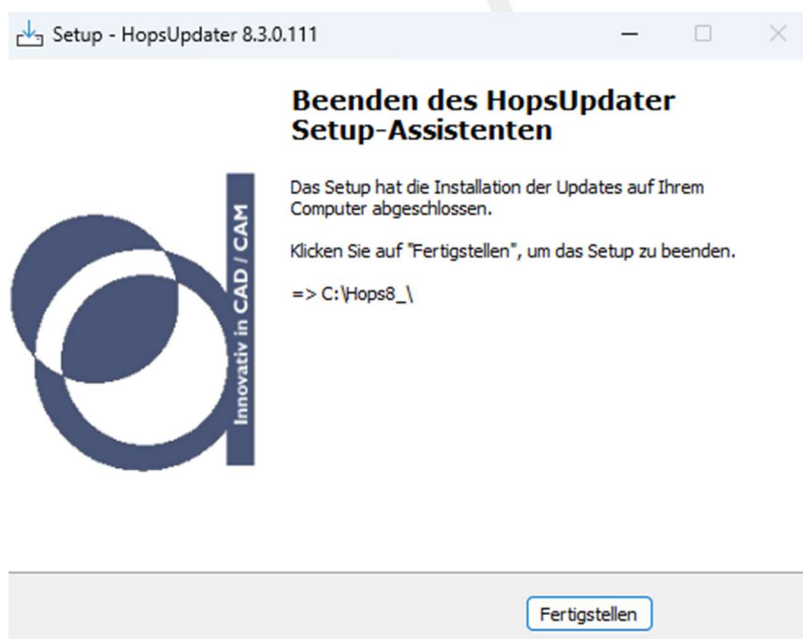 Setup - HopsUpdater 8.3.0.111
Beenden des HopsUpdater
Setup-Assistenten
Das Setup hat die Installation der Updates auf Ihrem
Computer abgeschlossen.
Klicken Sie auf "Fertigstellen", um das Setup zu beenden.
=> C:\Hops8_\
Innovativ in CAD / CAM
Fertigstellen